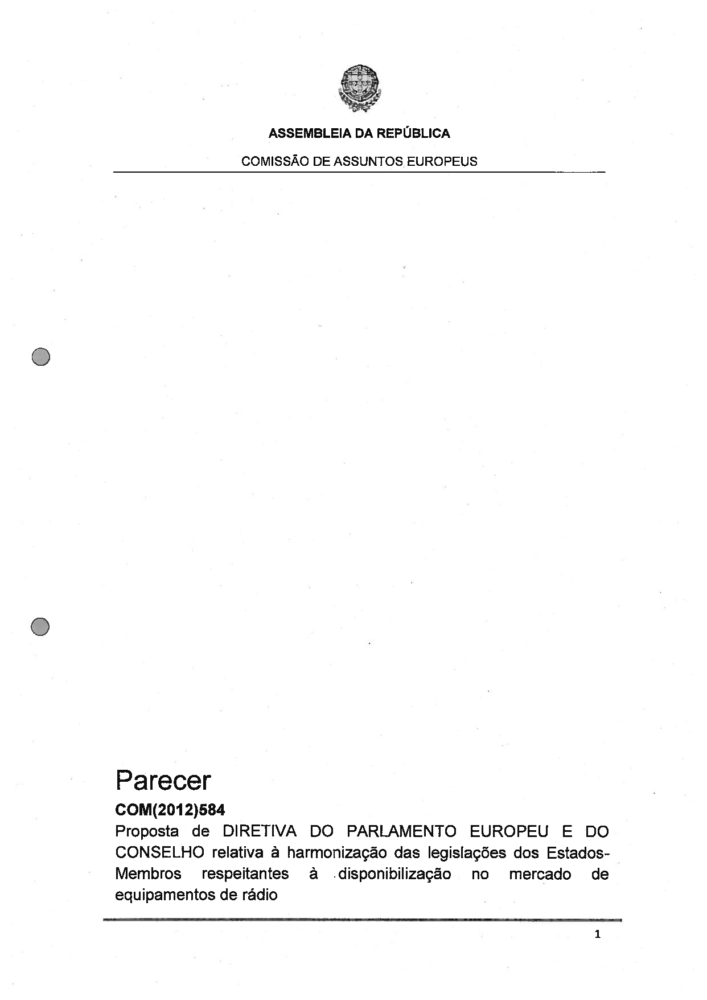 ASSEMBLEIA DA REPÚBLICA
COMISSÃO DE ASSUNTOS EUROPEUS
Parecer
COM(2012)584
Proposta de DIRETIVA DO PARLAMENTO EUROPEU E DO
CONSELHO relativa à harmonização das legislações dos Estados-
Membros respeitantes à disponibilização no mercado de
equipamentos de rádio
1